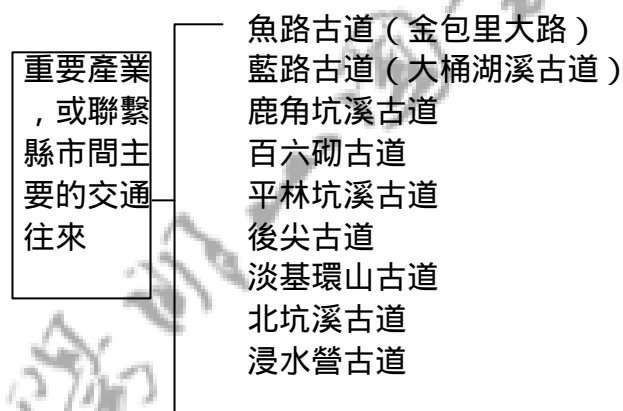 重要產業
，或聯繫
縣市間主
要的交通
往來
魚路古道（金包里大路）
藍路古道（大桶湖溪古道）
鹿角坑溪古道
百六砌古道
平林坑溪古道
後尖古道
淡基環山古道
北坑溪古道
浸水營古道